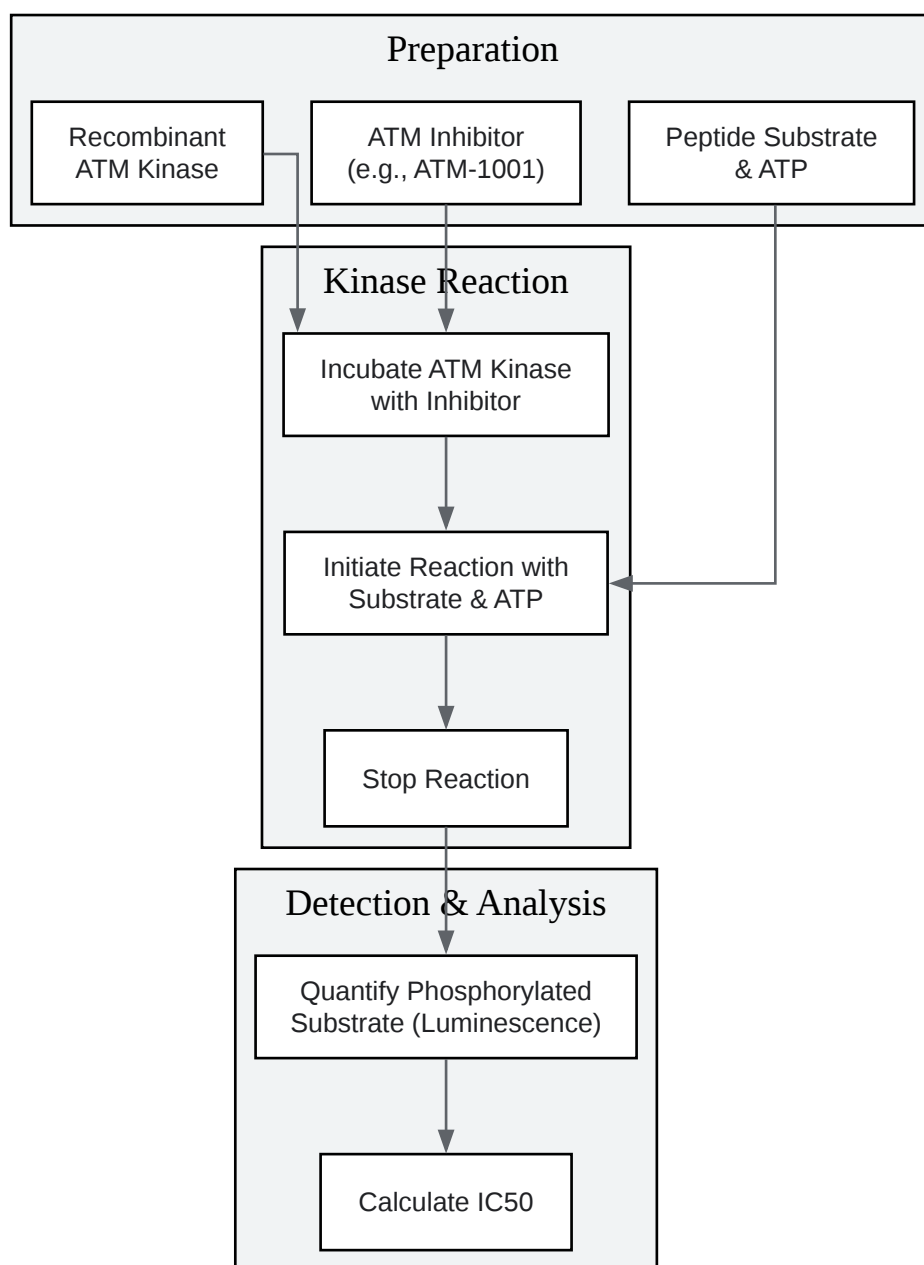 Preparation
Recombinant
ATM Kinase
ATM Inhibitor
(e.g., ATM-1001)
Peptide Substrate
& ATP
Kinase Reaction
Incubate ATM Kinase
with Inhibitor
Initiate Reaction with
Substrate & ATP
Stop Reaction
Detection & Analysis
Quantify Phosphorylated
Substrate (Luminescence)
Calculate IC50